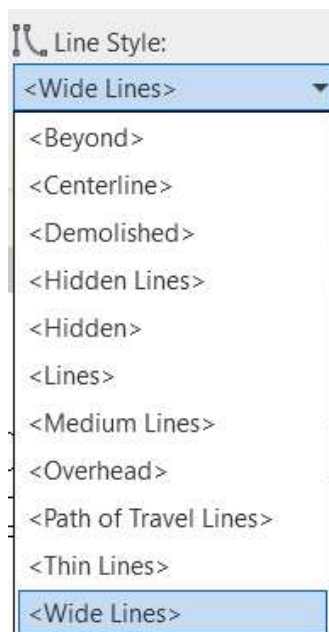 Line Style:
<Wide Lines>
<Beyond>
<Centerline>
<Demolished>
<Hidden Lines>
<Hidden>
<Lines>
<Medium Lines>
<Overhead>
<Path of Travel Lines>
<Thin Lines>
<Wide Lines>